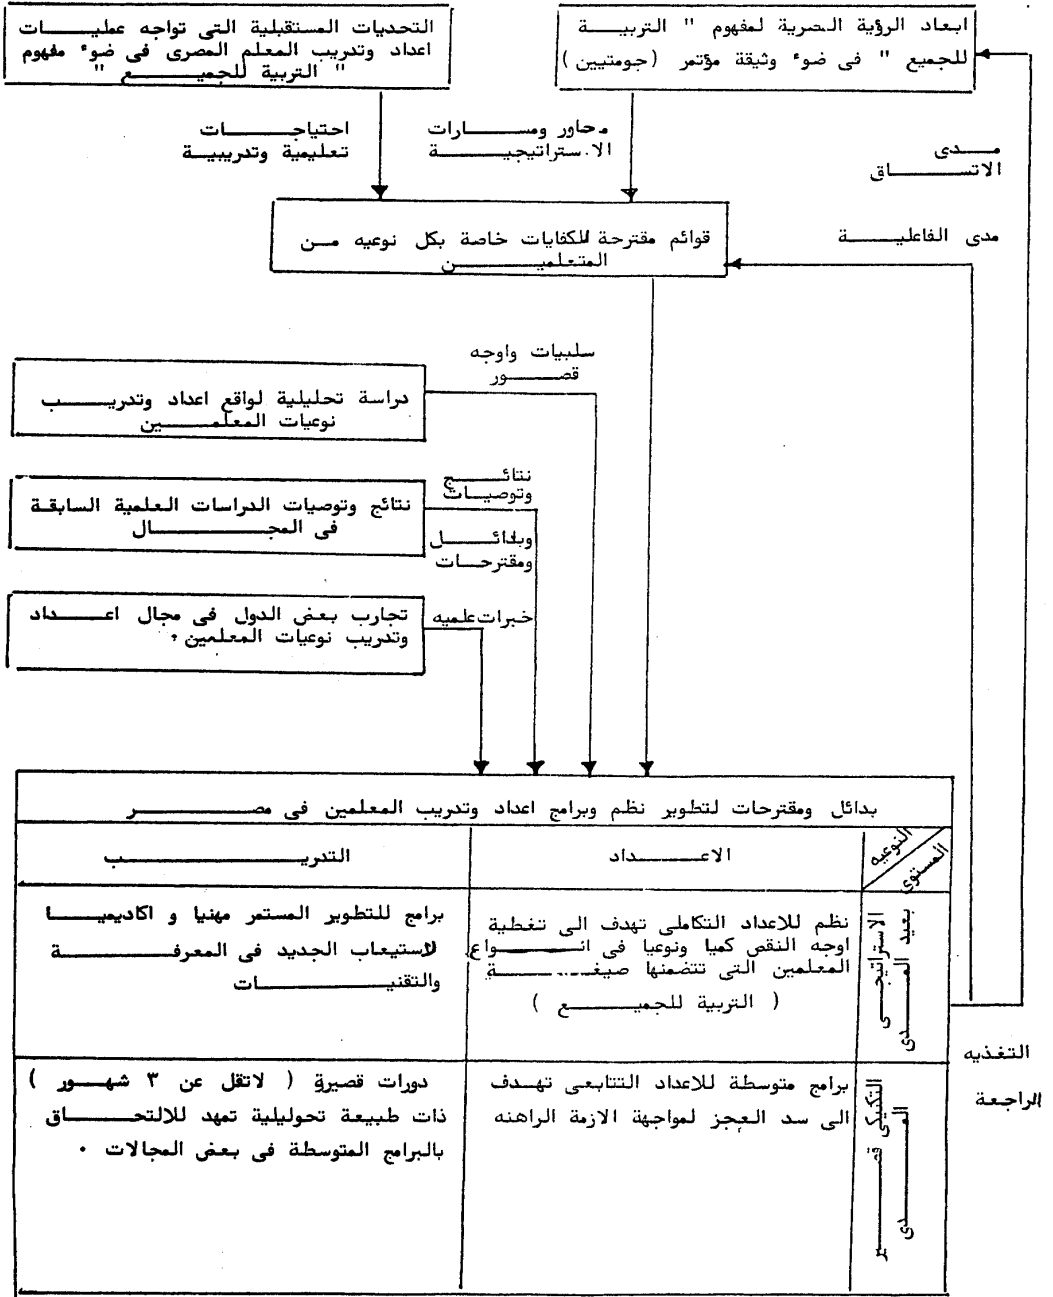 ابعاد الرؤية المصرية لمفهوم " التربية
للجميع " فى ضوء وثيقة مؤتمر (جومتيين)
التحديات المستقبلية التى تواجه عمليات
اعداد وتدريب المعلم المصرى فى ضوء مفهوم
" التربية للجميع "
محاور ومسارات
الاستراتيجية
احتياجات
تعليمية وتدريبية
مدى
الاتساق
قوائم مقترحة للكفايات خاصة بكل نوعيه من
المتعلمين
مدى الفاعلية
سلبيات واوجه
قصور
دراسة تحليلية لواقع اعداد وتدريب
نوعيات المعلمين
نتائج
وتوصيات
وبدائل
ومقترحات
نتائج وتوصيات الدراسات العلمية السابقة
فى المجال
خبرات علميه
تجارب بعض الدول فى مجال اعداد
وتدريب نوعيات المعلمين .
بدائل ومقترحات لتطوير نظم وبرامج اعداد وتدريب المعلمين فى مصر
النوعيه
المستوى
الاعداد
التدريب
الاستراتيجى
بعيد المدى
نظم للاعداد التكاملى تهدف الى تغطية
اوجه النقص كميا ونوعيا فى انواع
المعلمين التى تتضمنها صيغة
( التربية للجميع )
برامج للتطوير المستمر مهنيا و اكاديميا
لاستيعاب الجديد فى المعرفة
والتقنيات
التكتيكى قصير
المدى
برامج متوسطة للاعداد التتابعى تهدف
الى سد العجز لمواجهة الازمة الراهنه
دورات قصيرة ( لاتقل عن ٣ شهور )
ذات طبيعة تحوليلية تمهد للالتحاق
بالبرامج المتوسطة فى بعض المجالات .
التغذيه
الراجعة